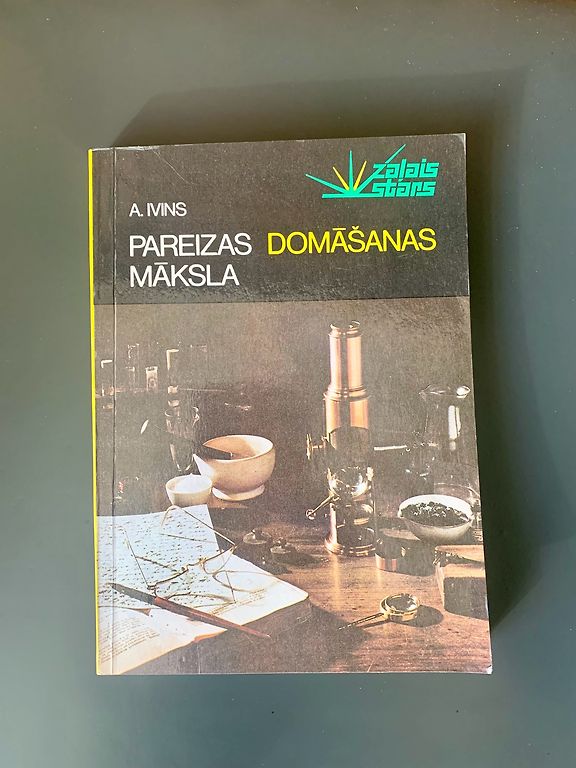 zaļais
stars
A. IVINS
PAREIZAS DOMĀŠANAS
MĀKSLA